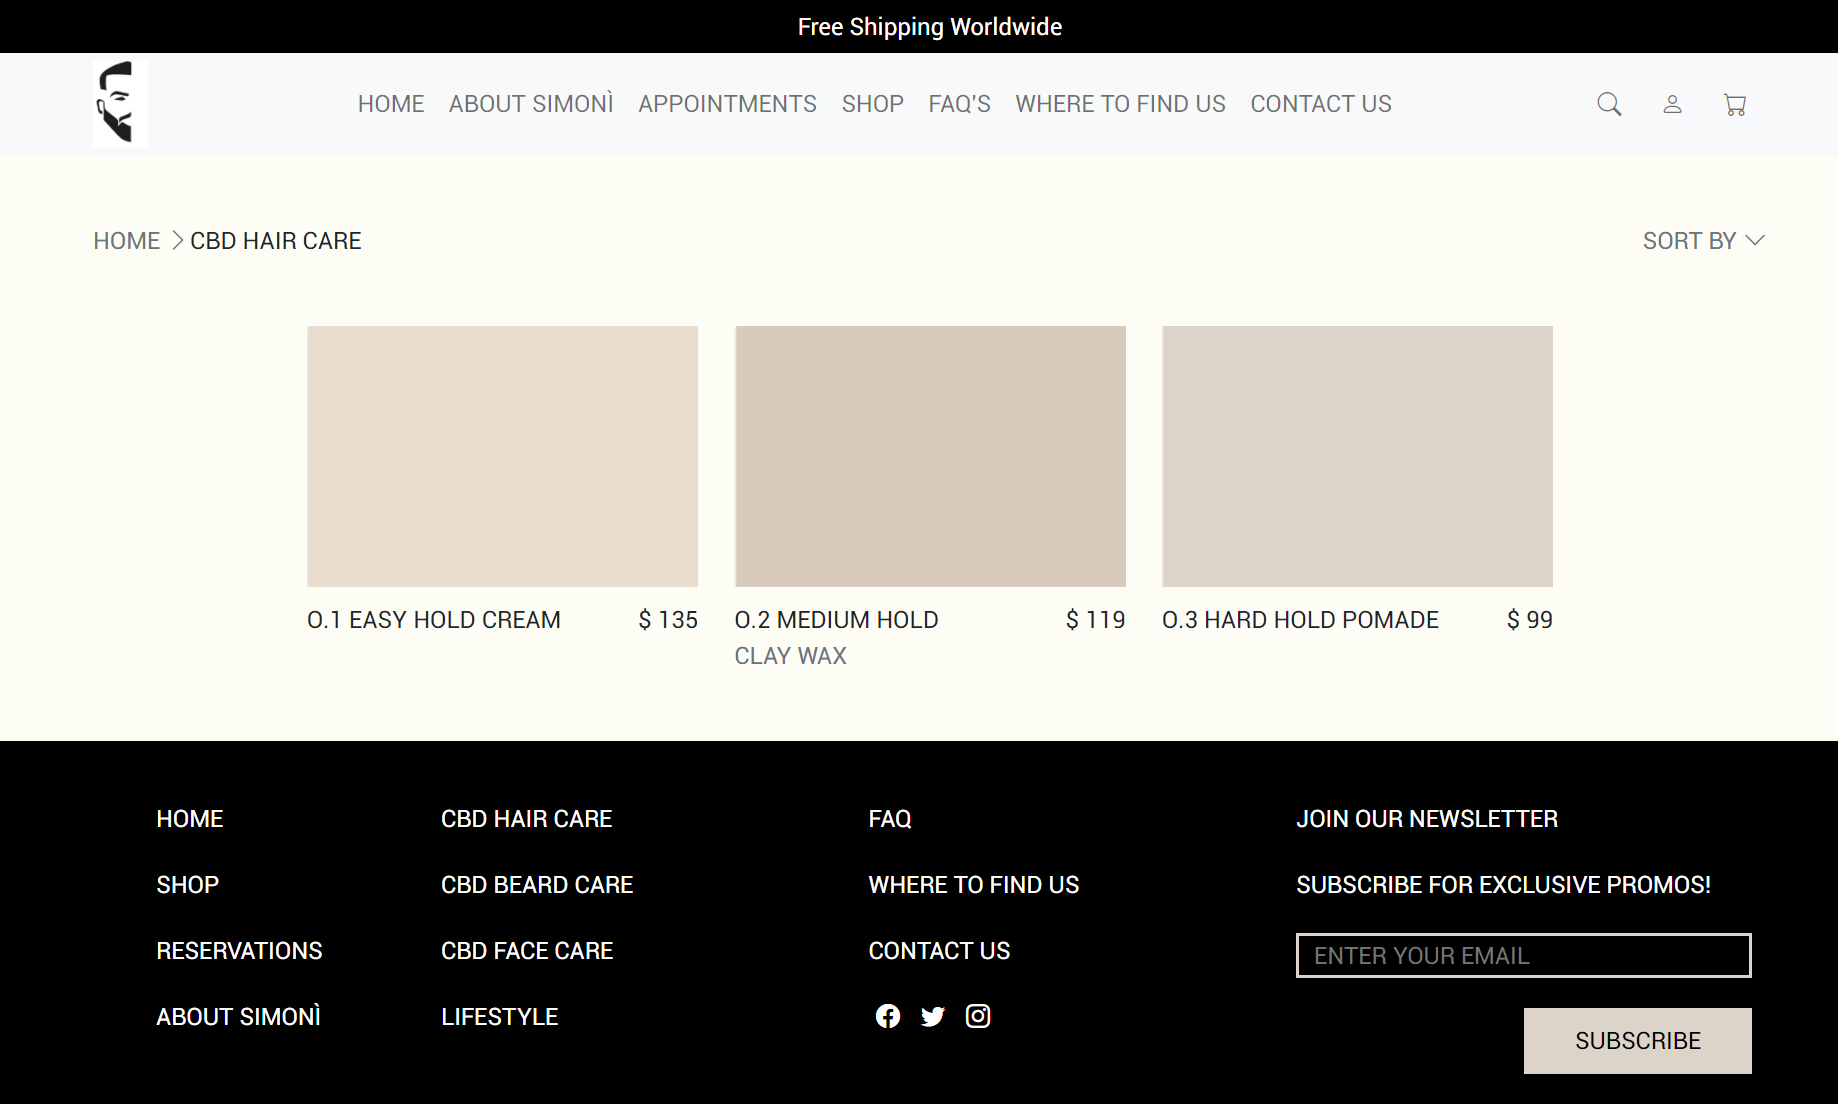 Free Shipping Worldwide
HOME ABOUT SIMONÌ APPOINTMENTS SHOP FAQ'S WHERE TO FIND US CONTACT US
HOME CBD HAIR CARE SORT BY
O.1 EASY HOLD CREAM $ 135
O.2 MEDIUM HOLD $ 119
CLAY WAX
O.3 HARD HOLD POMADE $ 99
HOME
SHOP
RESERVATIONS
ABOUT SIMONÌ
CBD HAIR CARE
CBD BEARD CARE
CBD FACE CARE
LIFESTYLE
FAQ
WHERE TO FIND US
CONTACT US
JOIN OUR NEWSLETTER
SUBSCRIBE FOR EXCLUSIVE PROMOS!
ENTER YOUR EMAIL
SUBSCRIBE